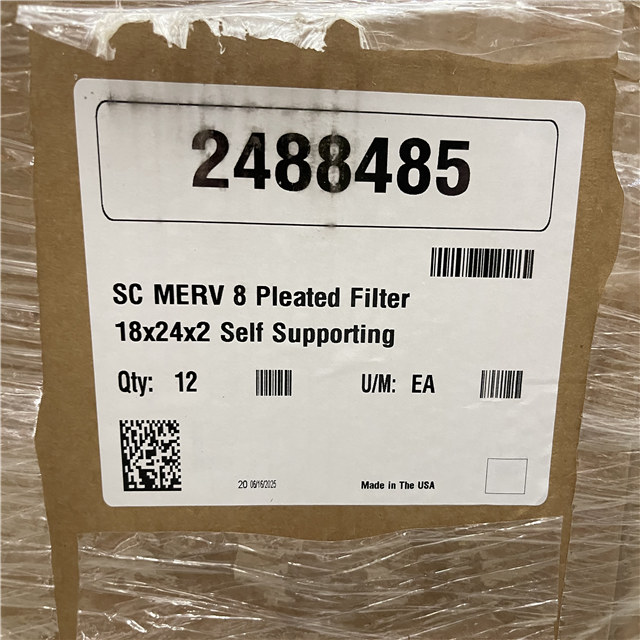 2488485
SC MERV 8 Pleated Filter
18x24x2 Self Supporting
Qty: 12 U/M: EA
20 06/16/2025 Made in The USA